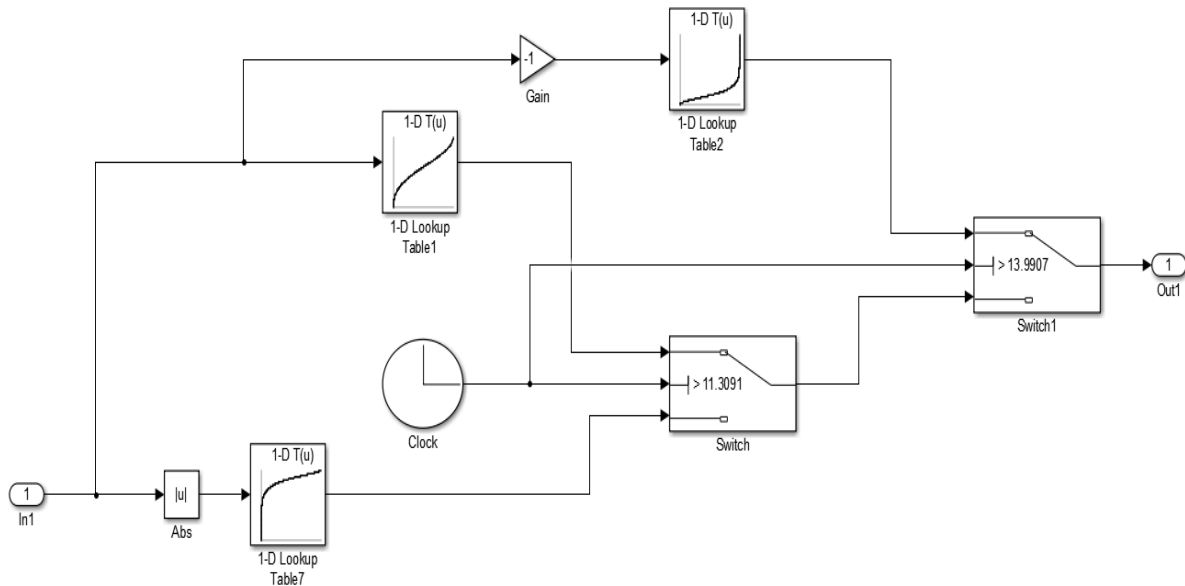 1-D T(u)
-1
Gain
1-D Lookup
Table2
1-D T(u)
1-D Lookup
Table1
> 13.9907
Switch1
1
Out1
Clock
> 11.3091
Switch
1
In1
|u|
Abs
1-D T(u)
1-D Lookup
Table7